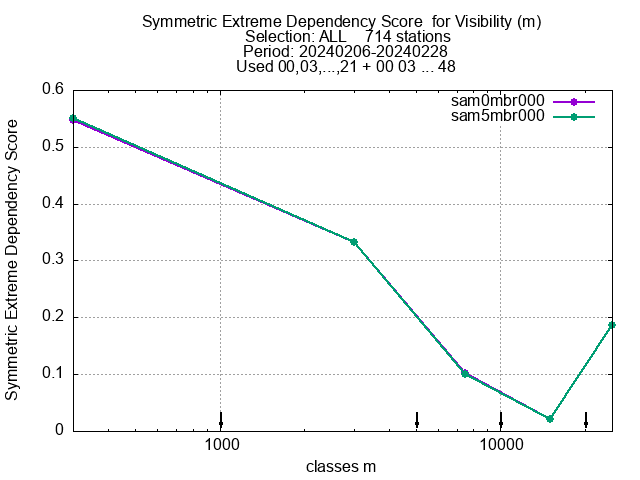 Symmetric Extreme Dependency Score  for Visibility (m)
Selection: ALL    714 stations
Period: 20240206-20240228
Used 00,03,...,21 + 00 03 ... 48
sam0mbr000
sam5mbr000
0.6
0.5
0.4
0.3
0.2
0.1
0
Symmetric Extreme Dependency Score
1000
10000
classes m